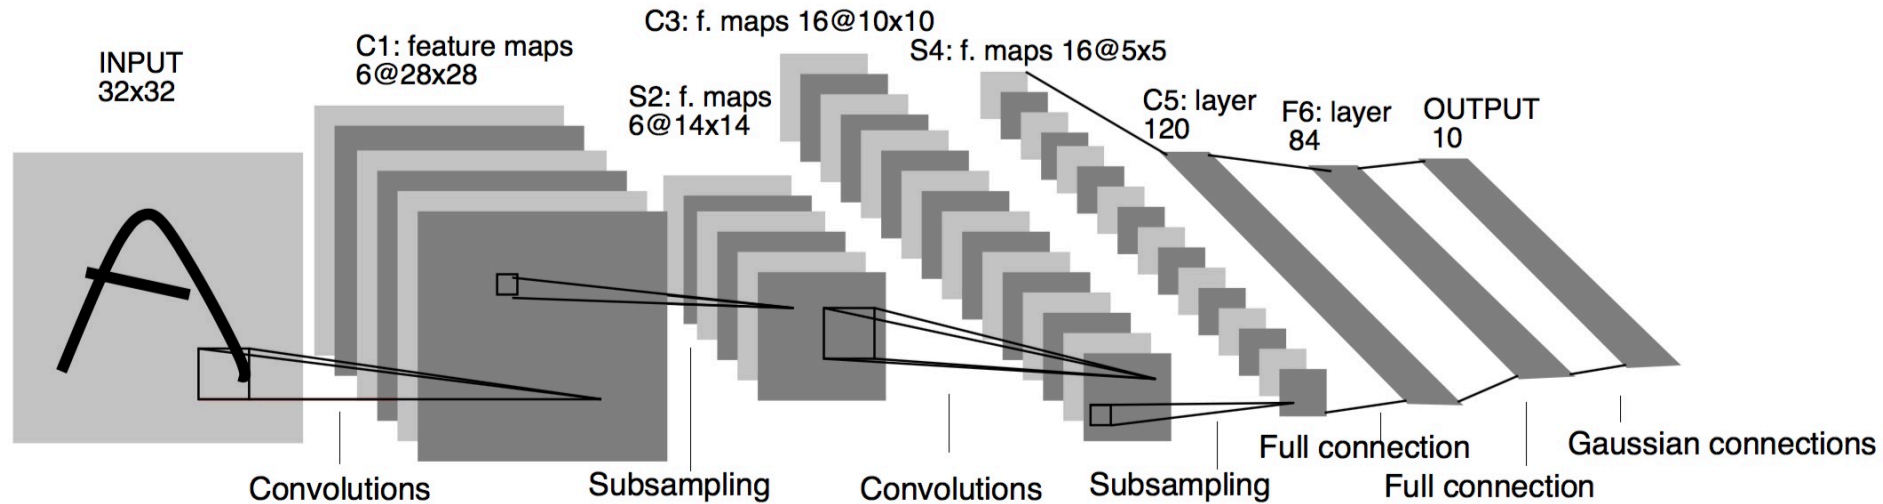 INPUT
32x32
C1: feature maps
6@28x28
S2: f. maps
6@14x14
C3: f. maps 16@10x10
S4: f. maps 16@5x5
C5: layer
120
F6: layer
84
OUTPUT
10
Convolutions
Subsampling
Convolutions
Subsampling
Full connection
Full connection
Gaussian connections